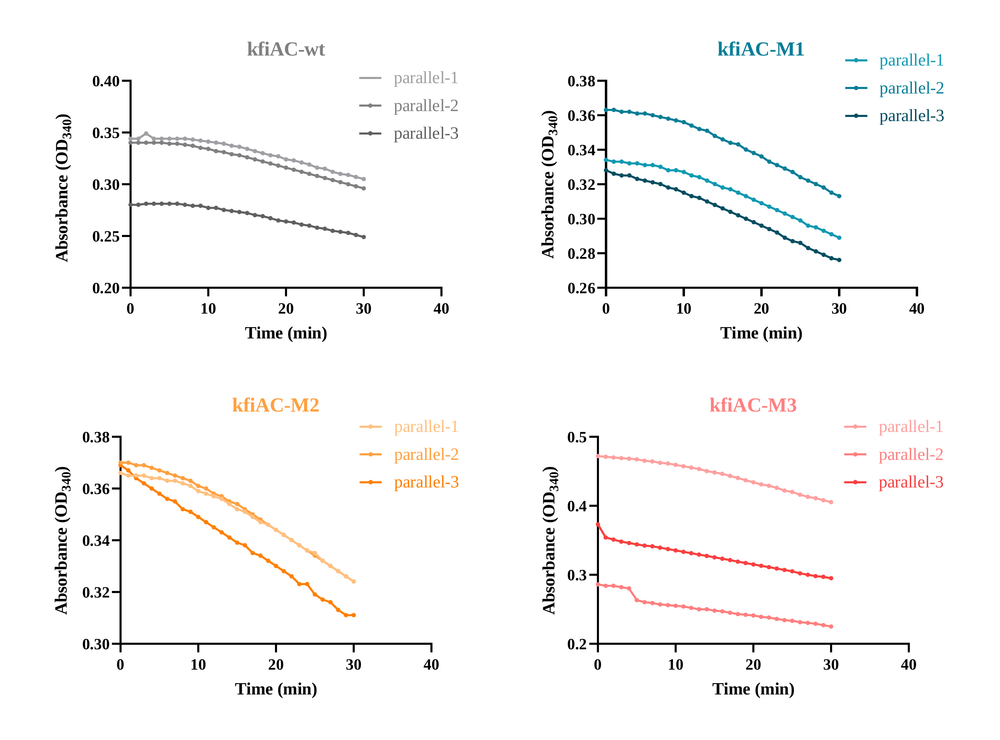 kfiAC-wt
parallel-1
parallel-2
parallel-3
Absorbance (OD340)
0.40
0.35
0.30
0.25
0.20
0 10 20 30 40
Time (min)
kfiAC-M1
parallel-1
parallel-2
parallel-3
Absorbance (OD340)
0.38
0.36
0.34
0.32
0.30
0.28
0.26
0 10 20 30 40
Time (min)
kfiAC-M2
parallel-1
parallel-2
parallel-3
Absorbance (OD340)
0.38
0.36
0.34
0.32
0.30
0 10 20 30 40
Time (min)
kfiAC-M3
parallel-1
parallel-2
parallel-3
Absorbance (OD340)
0.5
0.4
0.3
0.2
0 10 20 30 40
Time (min)